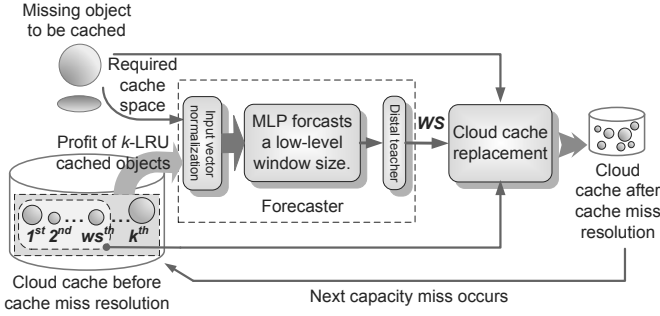 Missing object
to be cached
Required
cache
space
Profit of k-LRU
cached objects
Input vector
normalization
MLP forcasts
a low-level
window size.
Distal teacher
Forecaster
ws
Cloud cache
replacement
Cloud
cache after
cache miss
resolution
1st 2nd ... wsth ... kth
Cloud cache before
cache miss resolution
Next capacity miss occurs